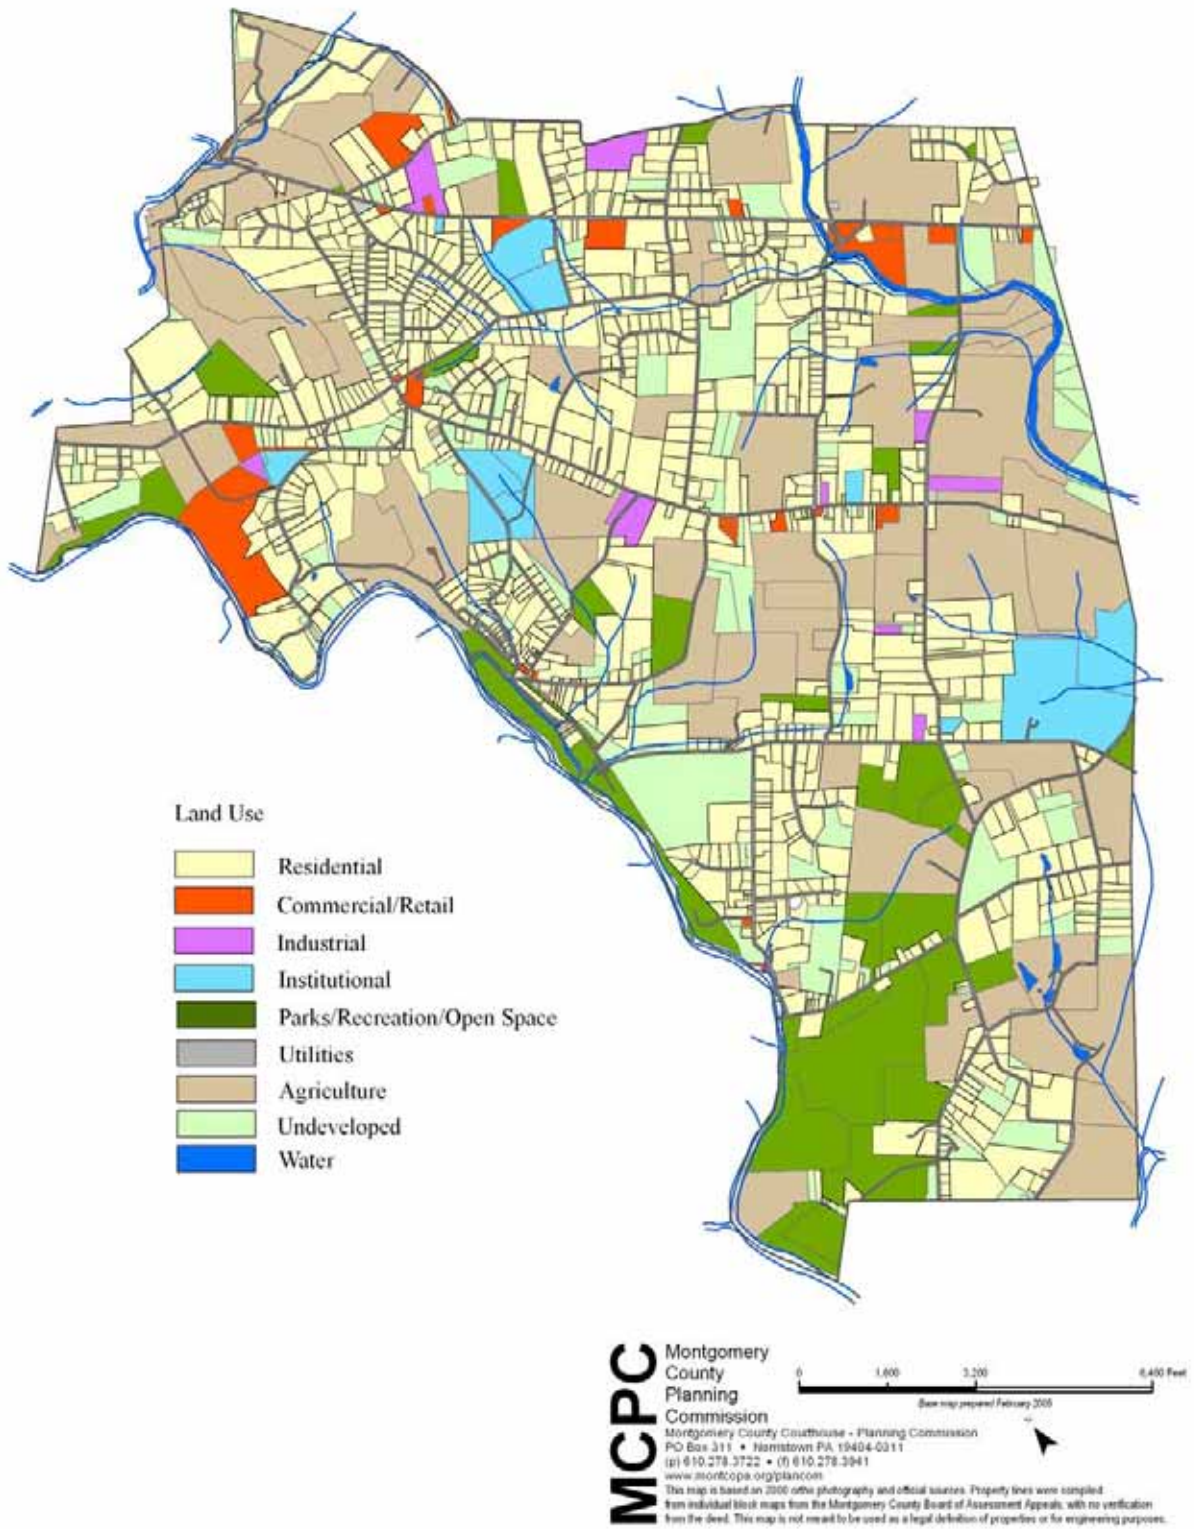 Land Use
Residential
Commercial/Retail
Industrial
Institutional
Parks/Recreation/Open Space
Utilities
Agriculture
Undeveloped
Water
MCPC
Montgomery
County
Planning
Commission
0 1,600 3,200 6,400 Feet
Base map prepared February 2005
Montgomery County Courthouse - Planning Commission
PO Box 311 • Norristown PA 19404-0311
(p) 610.278.3722 • (f) 610.278.3941
www.montcopa.org/plancom
This map is based on 2000 ortho photography and official sources. Property lines were compiled
from individual block maps from the Montgomery County Board of Assessment Appeals, with no verification
from the deed. This map is not meant to be used as a legal definition of properties or for engineering purposes.